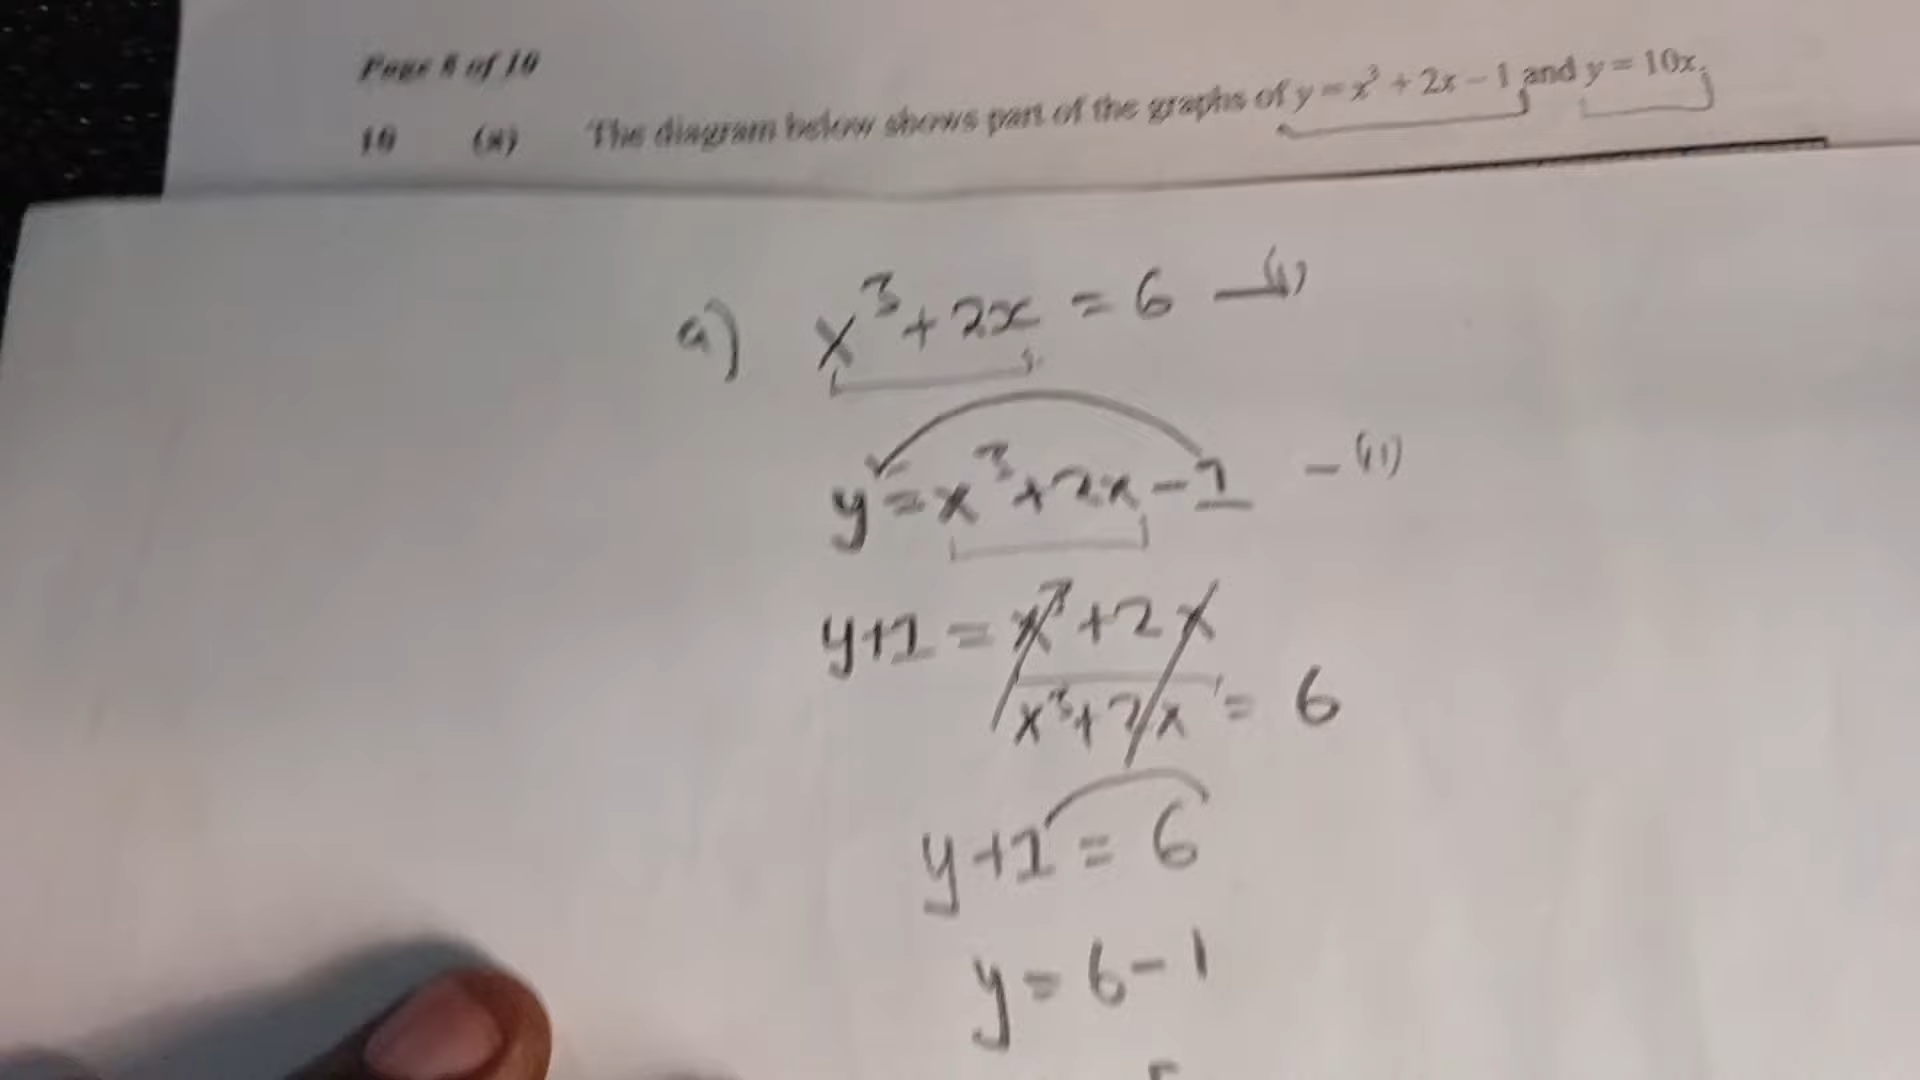 Page 8 of 10
10 (a) The diagram below shows part of the graphs of y = x³ + 2x - 1 and y = 10x.
a) x³ + 2x = 6 — (i)
y = x³ + 2x - 1 — (ii)
y + 1 = x³ + 2x
x³ + 2x = 6
y + 1 = 6
y = 6 - 1